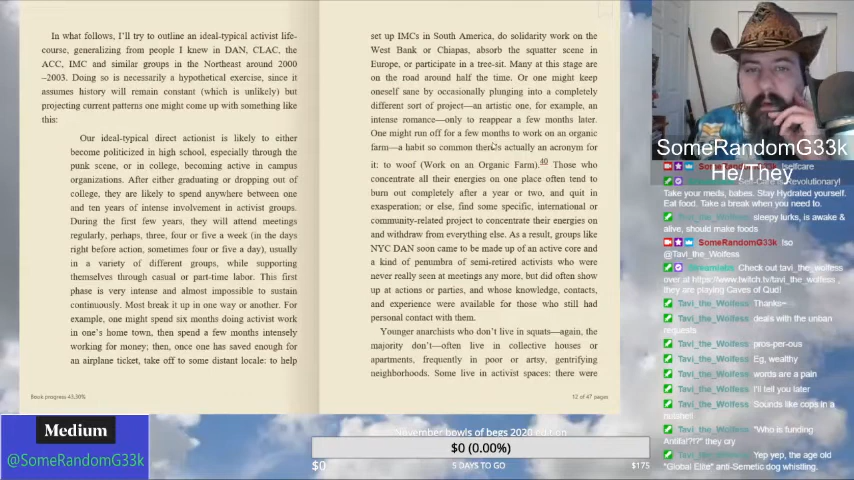 In what follows, I'll try to outline an ideal-typical activist life-
course, generalizing from people I knew in DAN, CLAC, the
ACC, IMC and similar groups in the Northeast around 2000
–2003. Doing so is necessarily a hypothetical exercise, since it
assumes history will remain constant (which is unlikely) but
projecting current patterns one might come up with something like
this:
Our ideal-typical direct actionist is likely to either
become politicized in high school, especially through the
punk scene, or in college, becoming active in campus
organizations. After either graduating or dropping out of
college, they are likely to spend anywhere between one
and ten years of intense involvement in activist groups.
During the first few years, they will attend meetings
regularly, perhaps, three, four or five a week (in the days
right before action, sometimes four or five a day), usually
in a variety of different groups, while supporting
themselves through casual or part-time labor. This first
phase is very intense and almost impossible to sustain
continuously. Most break it up in one way or another. For
example, one might spend six months doing activist work
in one's home town, then spend a few months intensely
working for money; then, once one has saved enough for
an airplane ticket, take off to some distant locale: to help
Book progress 43.30%
set up IMCs in South America, do solidarity work on the
West Bank or Chiapas, absorb the squatter scene in
Europe, or participate in a tree-sit. Many at this stage are
on the road around half the time. Or one might keep
oneself sane by occasionally plunging into a completely
different sort of project—an artistic one, for example, an
intense romance—only to reappear a few months later.
One might run off for a few months to work on an organic
farm—a habit so common there's actually an acronym for
it: to woof (Work on an Organic Farm).40 Those who
concentrate all their energies on one place often tend to
burn out completely after a year or two, and quit in
exasperation; or else, find some specific, international or
community-related project to concentrate their energies on
and withdraw from everything else. As a result, groups like
NYC DAN soon came to be made up of an active core and
a kind of penumbra of semi-retired activists who were
never really seen at meetings any more, but did often show
up at actions or parties, and whose knowledge, contacts,
and experience were available for those who still had
personal contact with them.
Younger anarchists who don't live in squats—again, the
majority don't—often live in collective houses or
apartments, frequently in poor or artsy, gentrifying
neighborhoods. Some live in activist spaces: there were
12 of 47 pages
SomeRandomG33k
He/They
SomeRandomG33k !selfcare
Self-Care is Revolutionary!
Take your meds, babes. Stay Hydrated yourself.
Eat food. Take a break when you need to.
sleepy lurks, is awake &
alive, should make foods
SomeRandomG33k !so
@Tavi_the_Wolfess
Check out tavi_the_wolfess
over at https://www.twitch.tv/tavi_the_wolfess ,
they are playing Caves of Qud!
Tavi_the_Wolfess Thanks~
Tavi_the_Wolfess deals with the unban
requests
Tavi_the_Wolfess pros-per-ous
Tavi_the_Wolfess Eg, wealthy
Tavi_the_Wolfess words are a pain
Tavi_the_Wolfess I'll tell you later
Tavi_the_Wolfess Sounds like cops in a
nutshell
Tavi_the_Wolfess "Who is funding
Antifa!?!?" they cry
Tavi_the_Wolfess Yep yep, the age old
"Global Elite" anti-Semetic dog whistling.
Medium
@SomeRandomG33k
November bowls of begs 2020 edition
$0 (0.00%)
$0
5 DAYS TO GO
$175